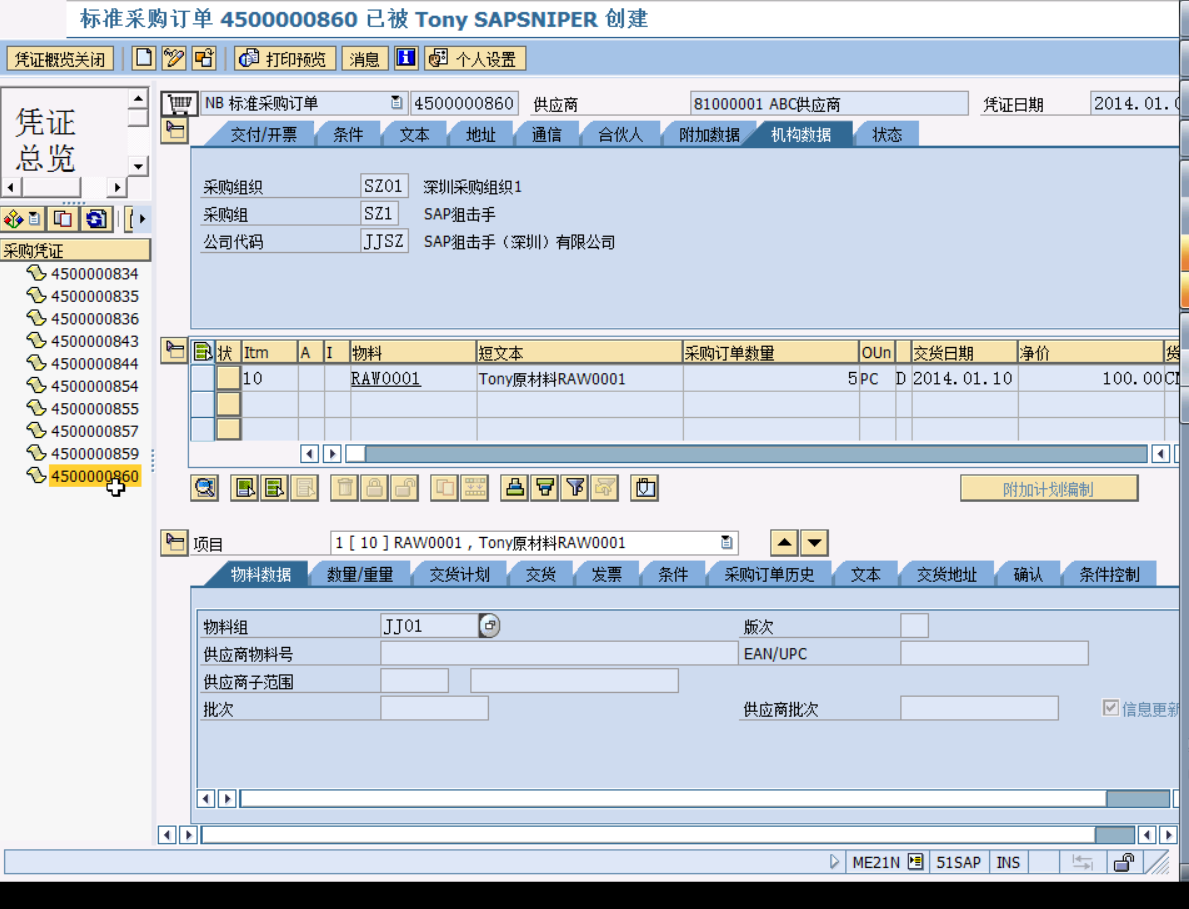 标准采购订单 4500000860 已被 Tony SAPSNIPER 创建
凭证概览关闭 打印预览 消息 个人设置
凭证
总览
NB 标准采购订单 4500000860 供应商 81000001 ABC供应商 凭证日期 2014.01.0
交付/开票 条件 文本 地址 通信 合伙人 附加数据 机构数据 状态
采购组织 SZ01 深圳采购组织1
采购组 SZ1 SAP狙击手
公司代码 JJSZ SAP狙击手（深圳）有限公司
采购凭证
4500000834
4500000835
4500000836
4500000843
4500000844
4500000854
4500000855
4500000857
4500000859
4500000860
状 Itm A I 物料 短文本 采购订单数量 OUn 交货日期 净价 货
10 RAW0001 Tony原材料RAW0001 5 PC D 2014.01.10 100.00
附加计划编制
项目 1 [ 10 ] RAW0001 , Tony原材料RAW0001
物料数据 数量/重量 交货计划 交货 发票 条件 采购订单历史 文本 交货地址 确认 条件控制
物料组 JJ01 版次
供应商物料号 EAN/UPC
供应商子范围
批次 供应商批次 信息更新
ME21N 51SAP INS